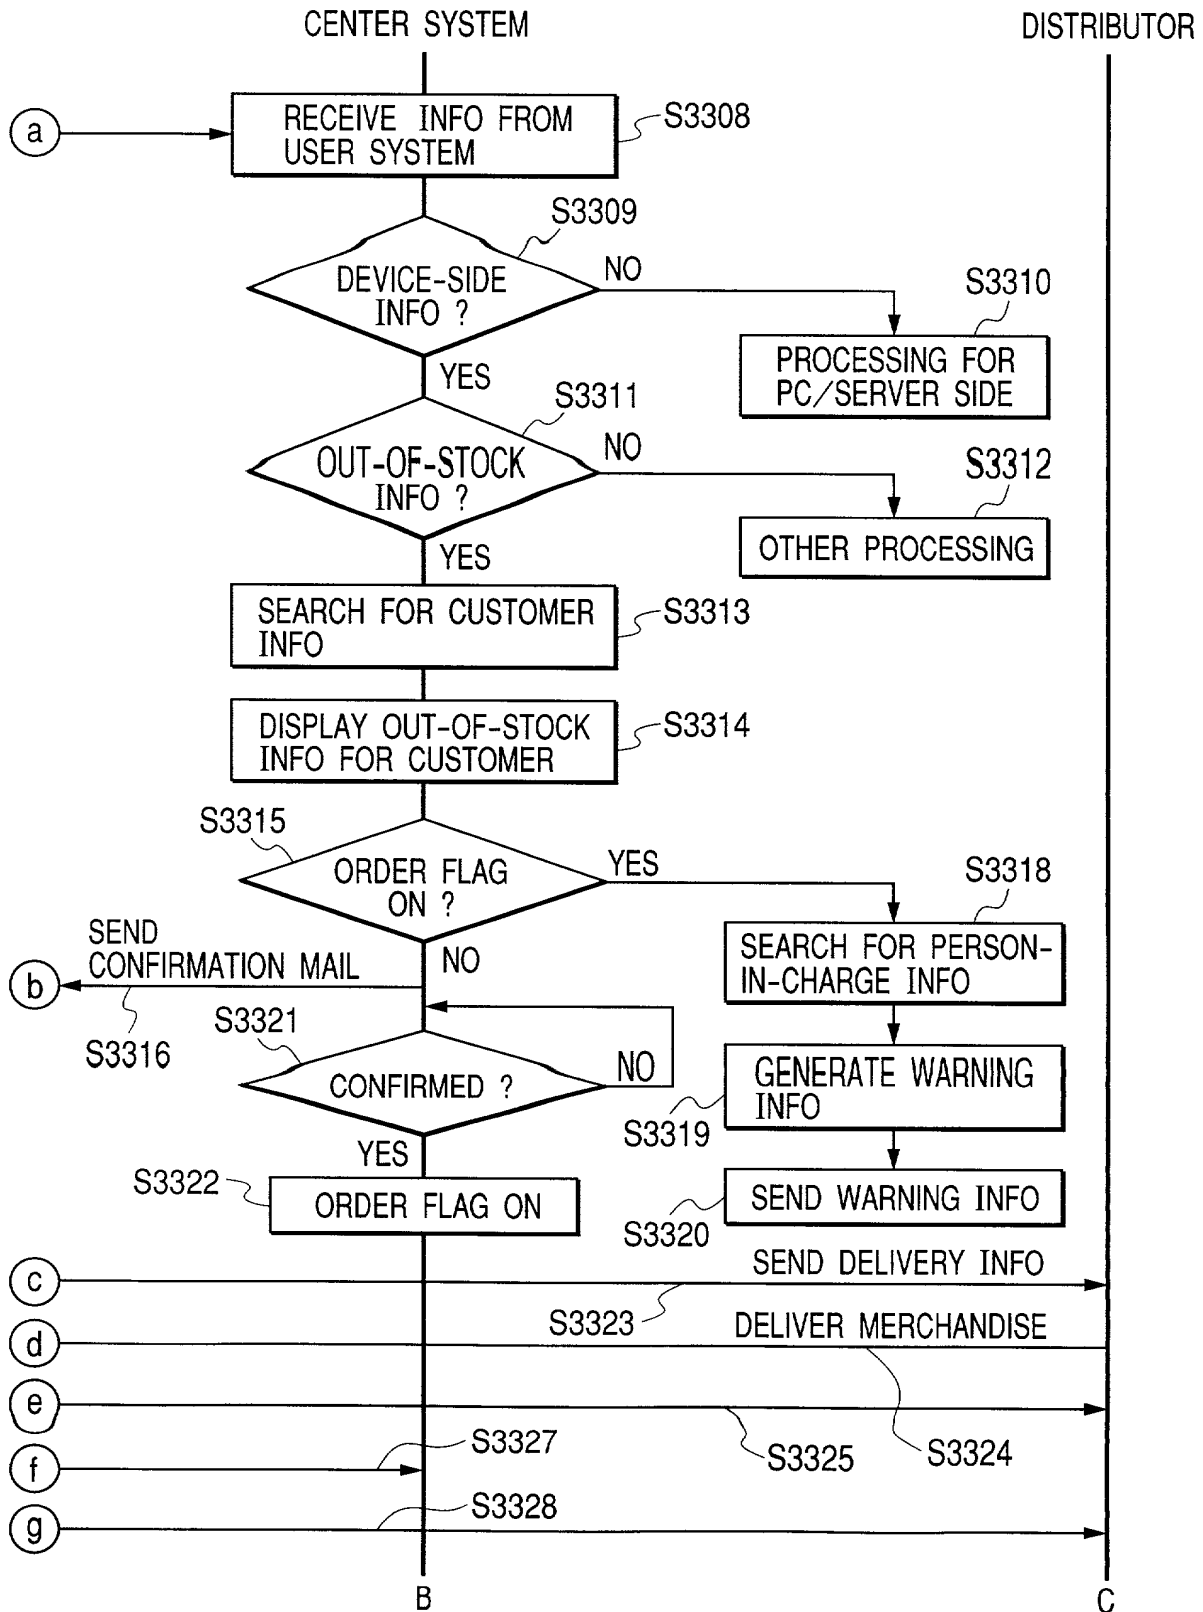 CENTER SYSTEM
DISTRIBUTOR
a
RECEIVE INFO FROM
USER SYSTEM
S3308
S3309
DEVICE-SIDE
INFO ?
NO
YES
S3310
PROCESSING FOR
PC/SERVER SIDE
S3311
OUT-OF-STOCK
INFO ?
NO
YES
S3312
OTHER PROCESSING
SEARCH FOR CUSTOMER
INFO
S3313
DISPLAY OUT-OF-STOCK
INFO FOR CUSTOMER
S3314
S3315
ORDER FLAG
ON ?
YES
NO
S3318
SEARCH FOR PERSON-
IN-CHARGE INFO
SEND
CONFIRMATION MAIL
b
S3316
S3321
CONFIRMED ?
NO
YES
GENERATE WARNING
INFO
S3319
S3322
ORDER FLAG ON
SEND WARNING INFO
S3320
c
SEND DELIVERY INFO
S3323
d
DELIVER MERCHANDISE
S3324
e
S3325
f
S3327
g
S3328
B
C